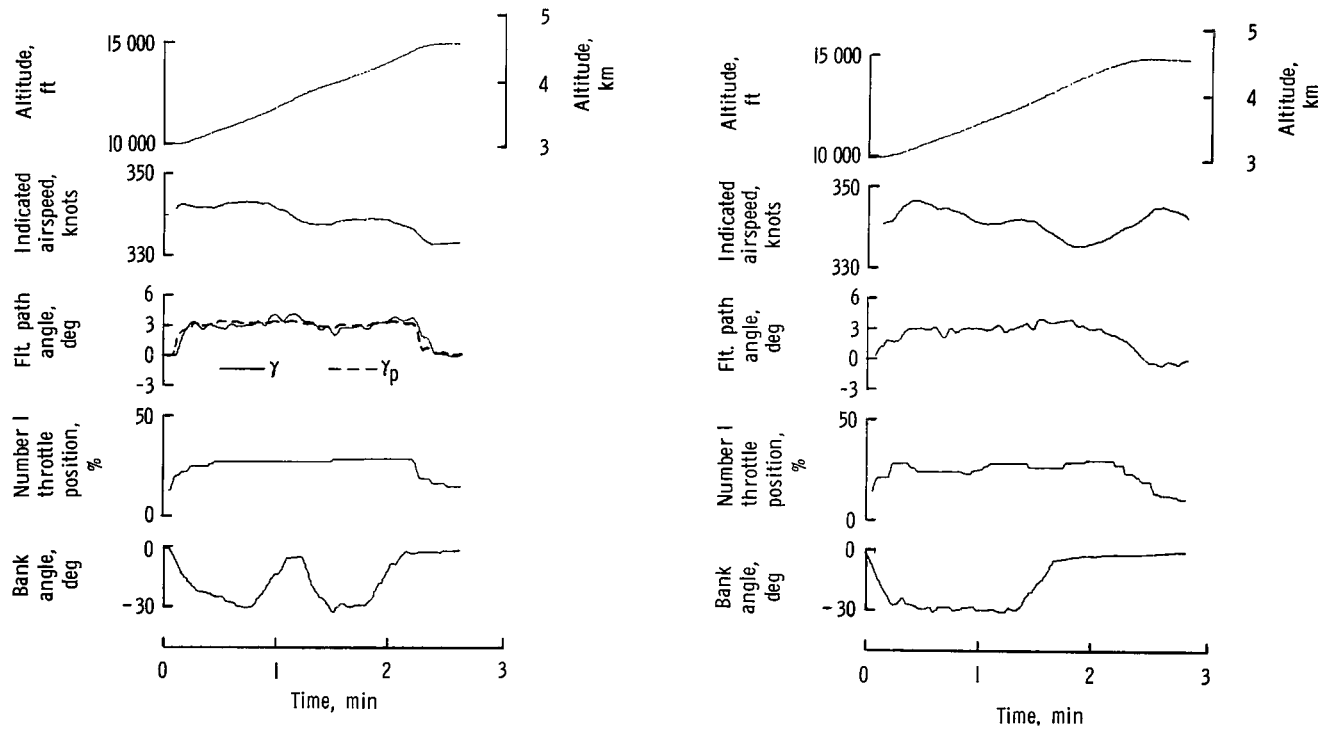 Altitude,
ft
15 000
10 000
5
4
3
Altitude,
km
Indicated
airspeed,
knots
350
330
Flt. path
angle,
deg
6
3
0
-3
γ
γp
Number 1
throttle
position,
%
50
0
Bank
angle,
deg
0
-30
0
1
2
3
Time, min
Altitude,
ft
15 000
10 000
5
4
3
Altitude,
km
Indicated
airspeed,
knots
350
330
Flt. path
angle,
deg
6
3
0
-3
Number 1
throttle
position,
%
50
0
Bank
angle,
deg
0
-30
0
1
2
3
Time, min